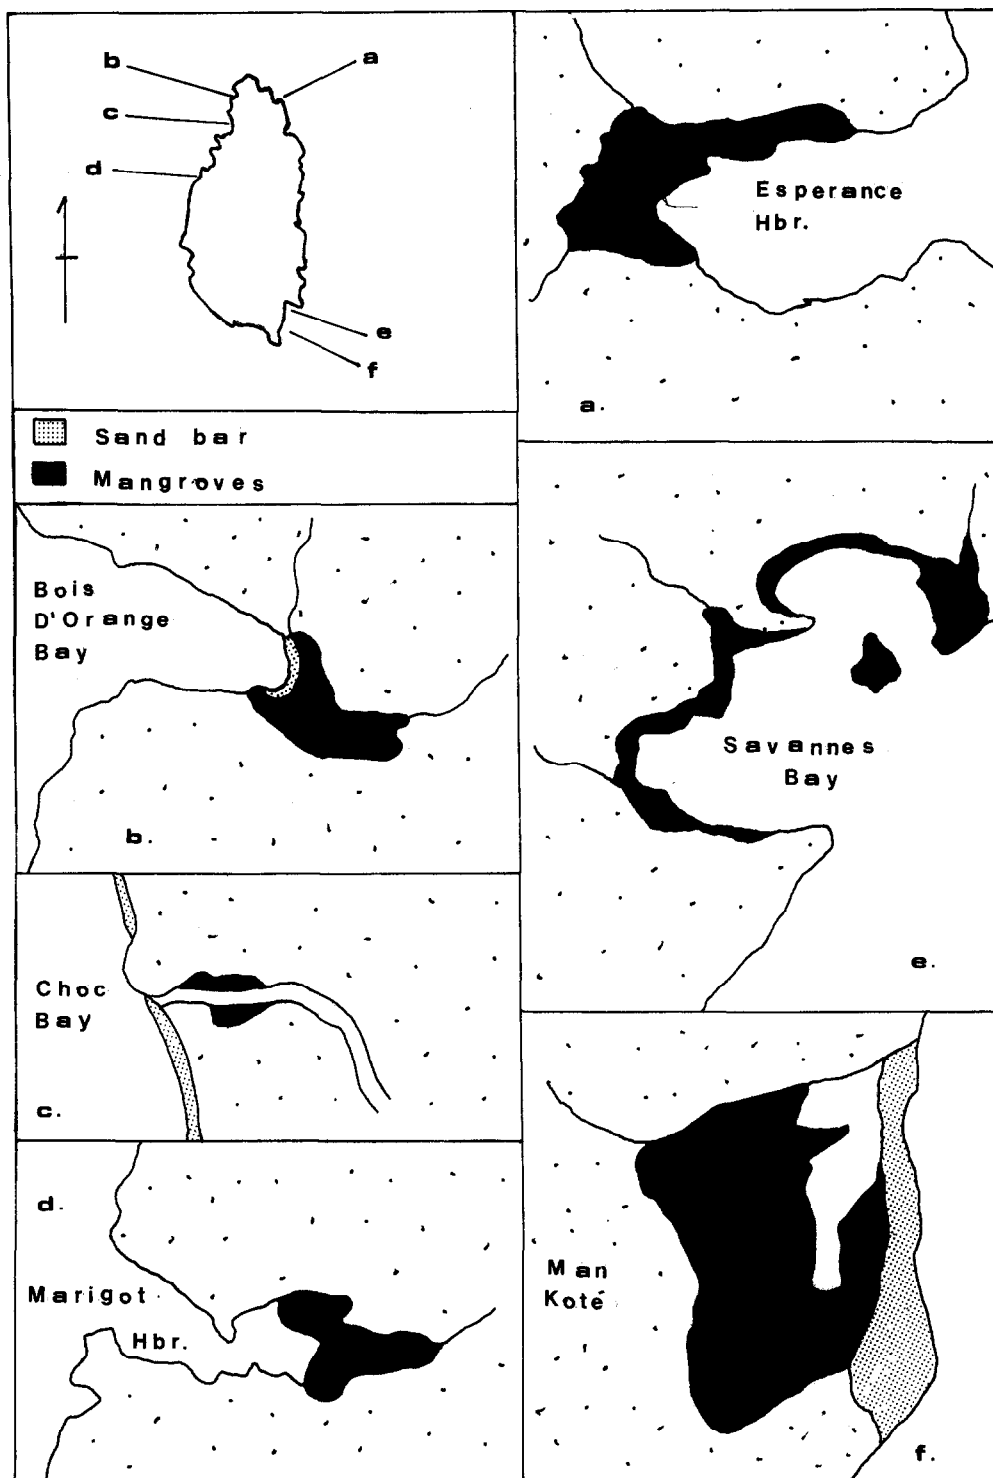 b
a
c
d
e
f
Sand bar
Mangroves
Esperance
Hbr.
a.
Bois
D'Orange
Bay
b.
Savannes
Bay
e.
Choc
Bay
c.
d.
Marigot
Hbr.
Man
Koté
f.